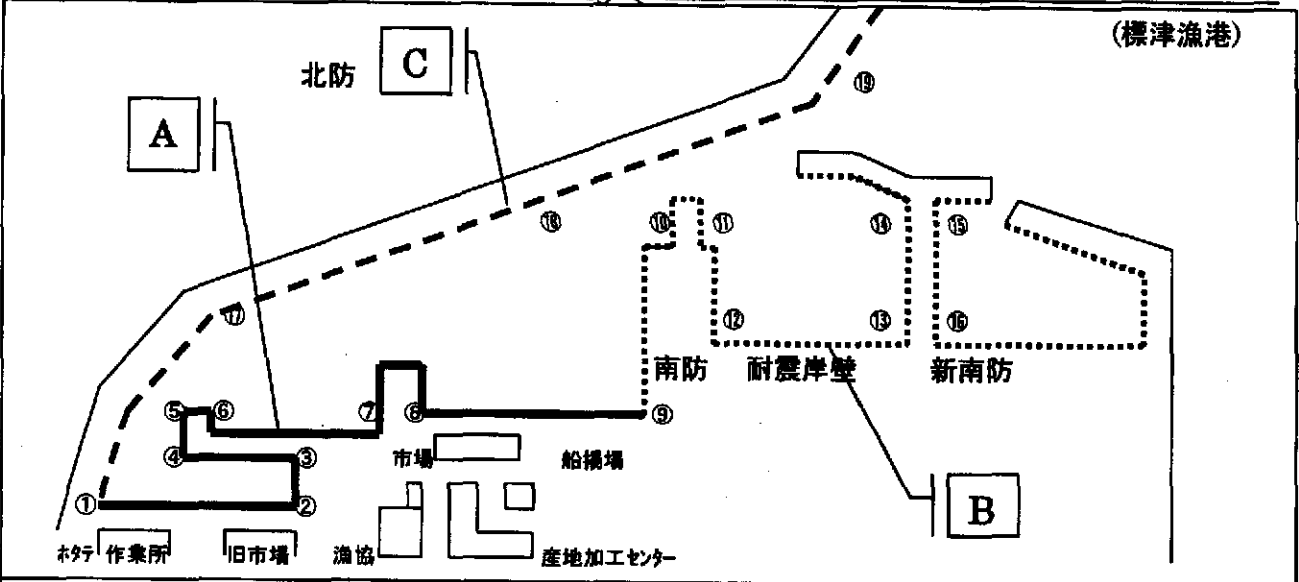 (標津漁港)
北防
C
A
⑲
⑱
⑩
⑪
⑭
⑮
⑰
⑫
⑬
⑯
南防
耐震岸壁
新南防
⑤
⑥
⑦
⑧
⑨
④
③
市場
船揚場
①
②
B
ホタテ
作業所
旧市場
漁協
産地加工センター